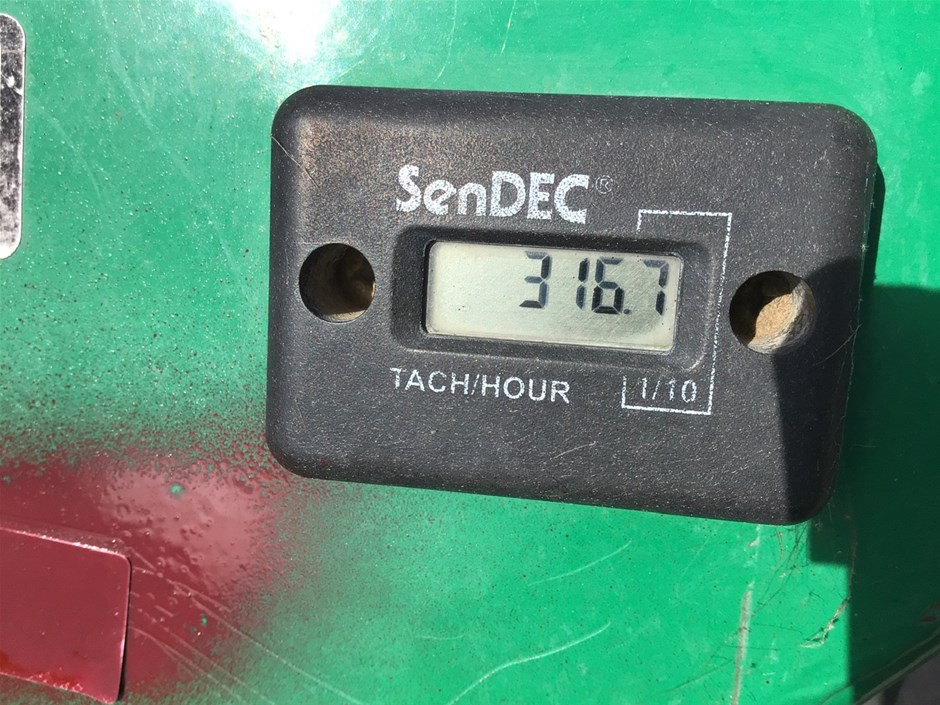 SenDEC®
316.7
TACH/HOUR
1/10